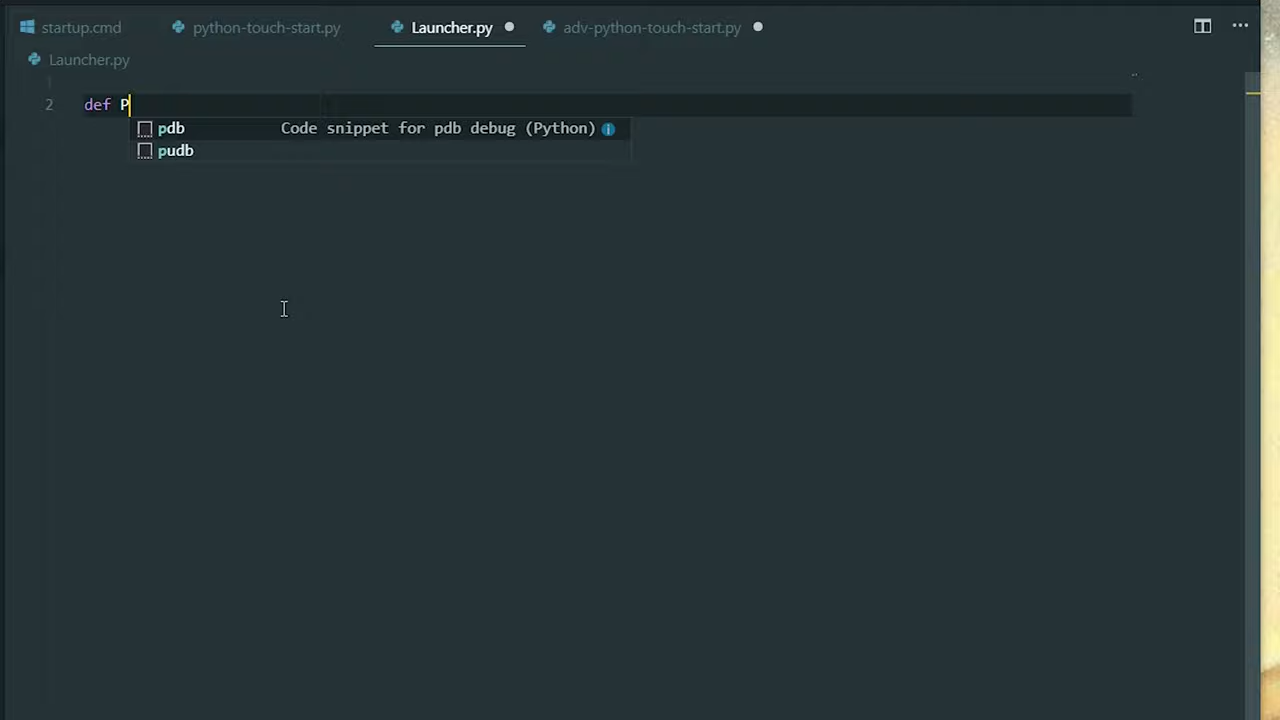 startup.cmd python-touch-start.py Launcher.py adv-python-touch-start.py
Launcher.py
1
2 def P
pdb Code snippet for pdb debug (Python)
pudb